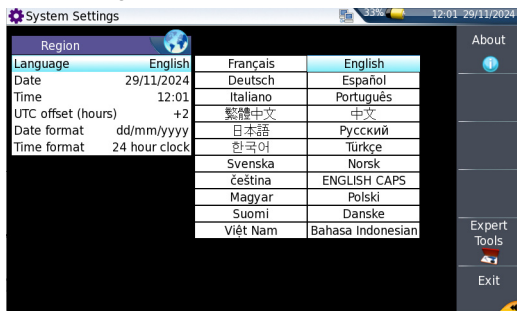 System Settings
33%
12:01 29/11/2024
Region
Language English
Date 29/11/2024
Time 12:01
UTC offset (hours) +2
Date format dd/mm/yyyy
Time format 24 hour clock
Français English
Deutsch Español
Italiano Português
繁體中文 中文
日本語 Русский
한국어 Türkçe
Svenska Norsk
čeština ENGLISH CAPS
Magyar Polski
Suomi Danske
Việt Nam Bahasa Indonesian
About
Expert
Tools
Exit